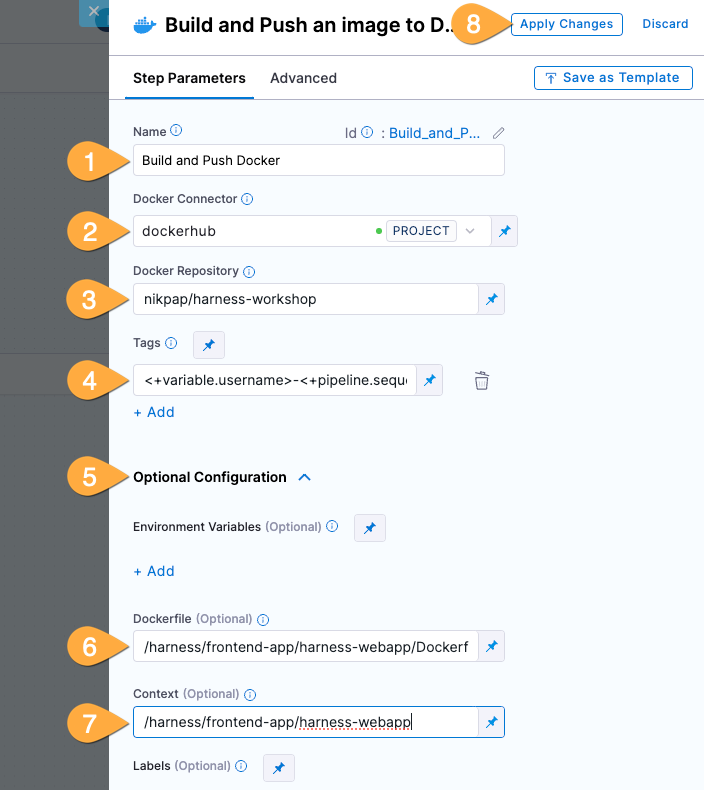 Build and Push an image to D...
8
Apply Changes
Discard
Step Parameters
Advanced
Save as Template
Name
Id : Build_and_P...
1
Build and Push Docker
Docker Connector
2
dockerhub
PROJECT
Docker Repository
3
nikpap/harness-workshop
Tags
4
<+variable.username>-<+pipeline.sequ
+ Add
5
Optional Configuration
Environment Variables (Optional)
+ Add
Dockerfile (Optional)
6
/harness/frontend-app/harness-webapp/Dockerf
Context (Optional)
7
/harness/frontend-app/harness-webapp
Labels (Optional)